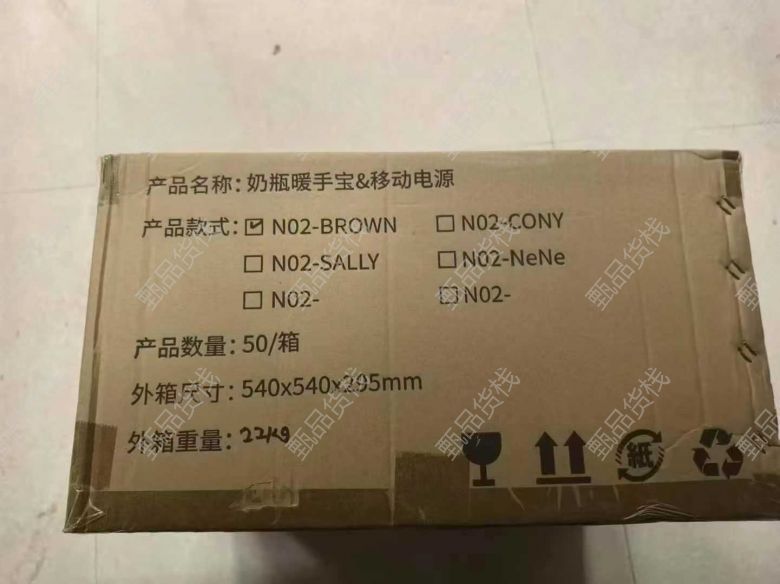 产品名称：奶瓶暖手宝&移动电源
产品款式：☑ N02-BROWN ☐ N02-CONY
☐ N02-SALLY ☐ N02-NeNe
☐ N02- ☐ N02-
产品数量：50/箱
外箱尺寸：540x540x295mm
外箱重量：22kg
紙
甄品货栈